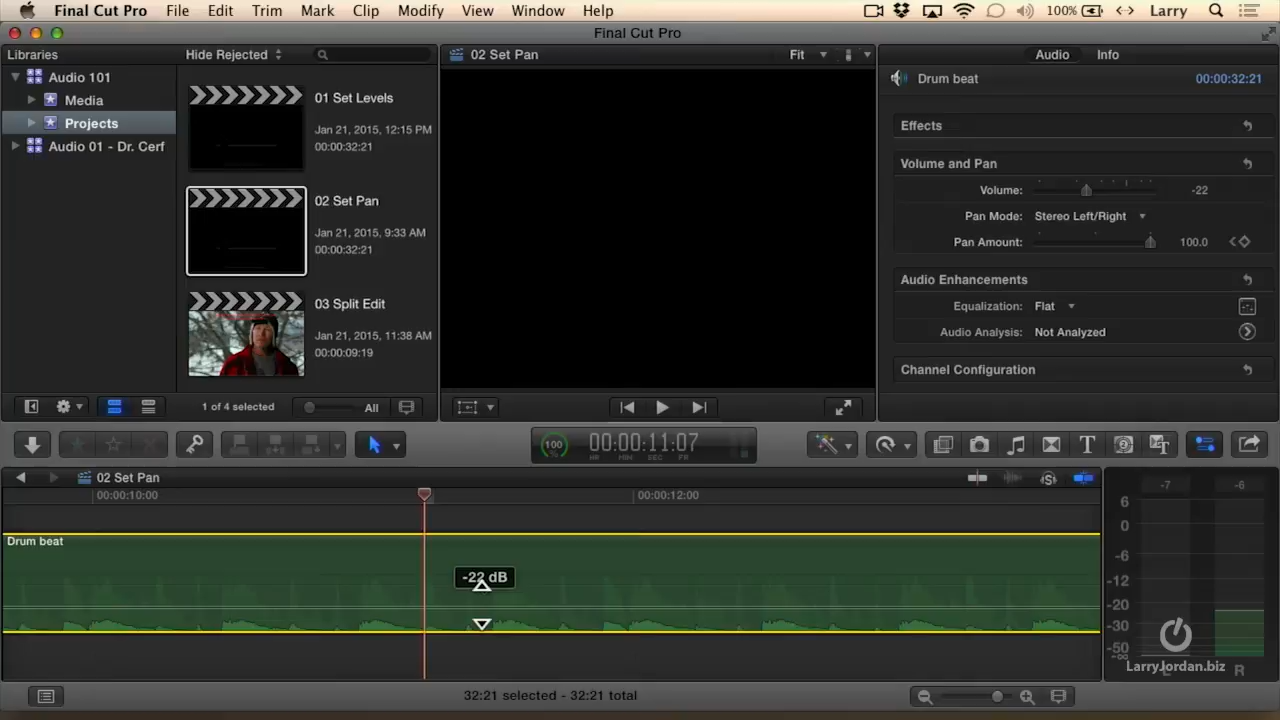 Final Cut Pro File Edit Trim Mark Clip Modify View Window Help 100% Larry
Final Cut Pro
Libraries
Hide Rejected
Audio 101
Media
Projects
Audio 01 - Dr. Cerf
01 Set Levels
Jan 21, 2015, 12:15 PM
00:00:32:21
02 Set Pan
Jan 21, 2015, 9:33 AM
00:00:32:21
03 Split Edit
Jan 21, 2015, 11:38 AM
00:00:09:19
1 of 4 selected
All
02 Set Pan
Fit
Audio Info
Drum beat
00:00:32:21
Effects
Volume and Pan
Volume: -22
Pan Mode: Stereo Left/Right
Pan Amount: 100.0
Audio Enhancements
Equalization: Flat
Audio Analysis: Not Analyzed
Channel Configuration
100
%
00:00:11:07
HR MIN SEC FR
T
02 Set Pan
00:00:10:00
00:00:12:00
Drum beat
-22 dB
-7 -6
6
0
-6
-12
-20
-30
-50
-∞
LarryJordan.biz
L R
32:21 selected - 32:21 total